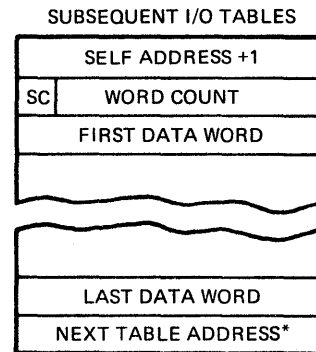 SUBSEQUENT I/O TABLES
SELF ADDRESS +1
SC WORD COUNT
FIRST DATA WORD
LAST DATA WORD
NEXT TABLE ADDRESS*